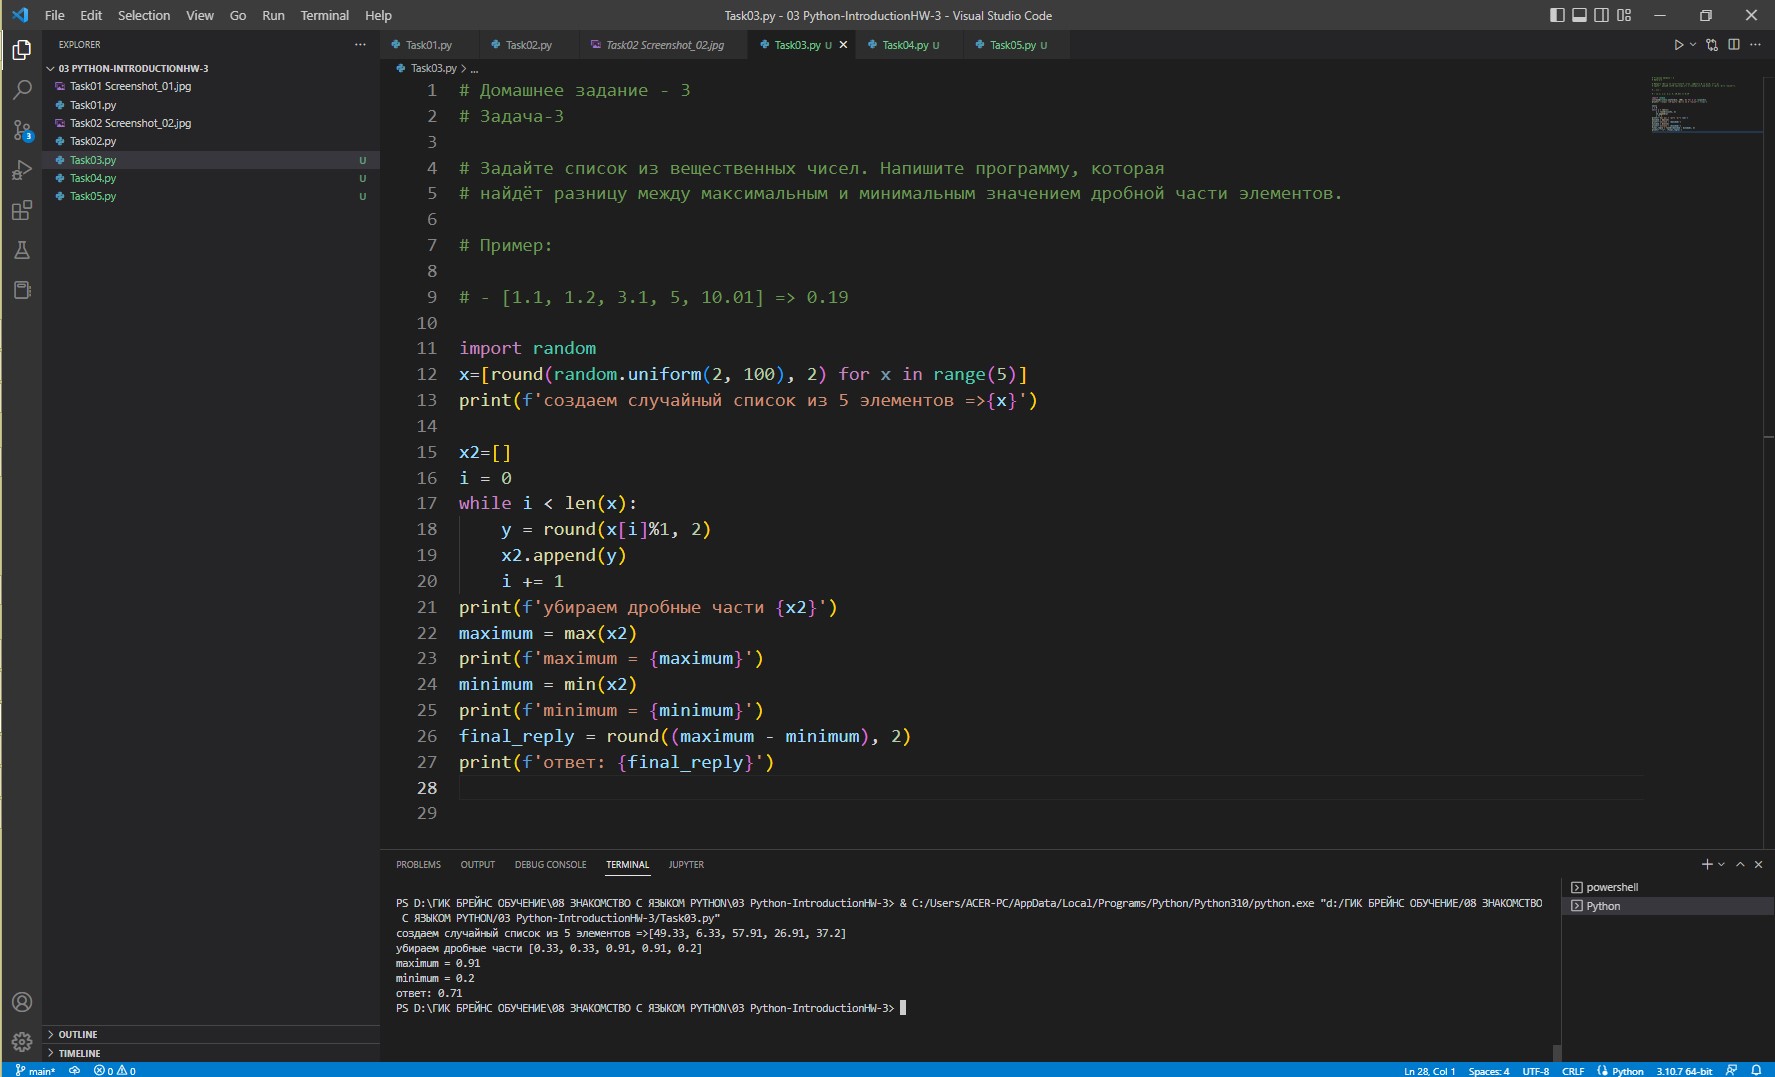 File Edit Selection View Go Run Terminal Help
Task03.py - 03 Python-IntroductionHW-3 - Visual Studio Code
EXPLORER
03 PYTHON-INTRODUCTIONHW-3
Task01 Screenshot_01.jpg
Task01.py
Task02 Screenshot_02.jpg
Task02.py
Task03.py U
Task04.py U
Task05.py U
3
OUTLINE
TIMELINE
Task01.py Task02.py Task02 Screenshot_02.jpg Task03.py U Task04.py U Task05.py U
Task03.py > ...
1 # Домашнее задание - 3
2 # Задача-3
3
4 # Задайте список из вещественных чисел. Напишите программу, которая
5 # найдёт разницу между максимальным и минимальным значением дробной части элементов.
6
7 # Пример:
8
9 # - [1.1, 1.2, 3.1, 5, 10.01] => 0.19
10
11 import random
12 x=[round(random.uniform(2, 100), 2) for x in range(5)]
13 print(f'создаем случайный список из 5 элементов =>{x}')
14
15 x2=[]
16 i = 0
17 while i < len(x):
18 y = round(x[i]%1, 2)
19 x2.append(y)
20 i += 1
21 print(f'убираем дробные части {x2}')
22 maximum = max(x2)
23 print(f'maximum = {maximum}')
24 minimum = min(x2)
25 print(f'minimum = {minimum}')
26 final_reply = round((maximum - minimum), 2)
27 print(f'ответ: {final_reply}')
28
29
PROBLEMS OUTPUT DEBUG CONSOLE TERMINAL JUPYTER
PS D:\ГИК БРЕЙНС ОБУЧЕНИЕ\08 ЗНАКОМСТВО С ЯЗЫКОМ PYTHON\03 Python-IntroductionHW-3> & C:/Users/ACER-PC/AppData/Local/Programs/Python/Python310/python.exe "d:/ГИК БРЕЙНС ОБУЧЕНИЕ/08 ЗНАКОМСТВО
С ЯЗЫКОМ PYTHON/03 Python-IntroductionHW-3/Task03.py"
создаем случайный список из 5 элементов =>[49.33, 6.33, 57.91, 26.91, 37.2]
убираем дробные части [0.33, 0.33, 0.91, 0.91, 0.2]
maximum = 0.91
minimum = 0.2
ответ: 0.71
PS D:\ГИК БРЕЙНС ОБУЧЕНИЕ\08 ЗНАКОМСТВО С ЯЗЫКОМ PYTHON\03 Python-IntroductionHW-3>
powershell
Python
main* 0 0
Ln 28, Col 1 Spaces: 4 UTF-8 CRLF Python 3.10.7 64-bit